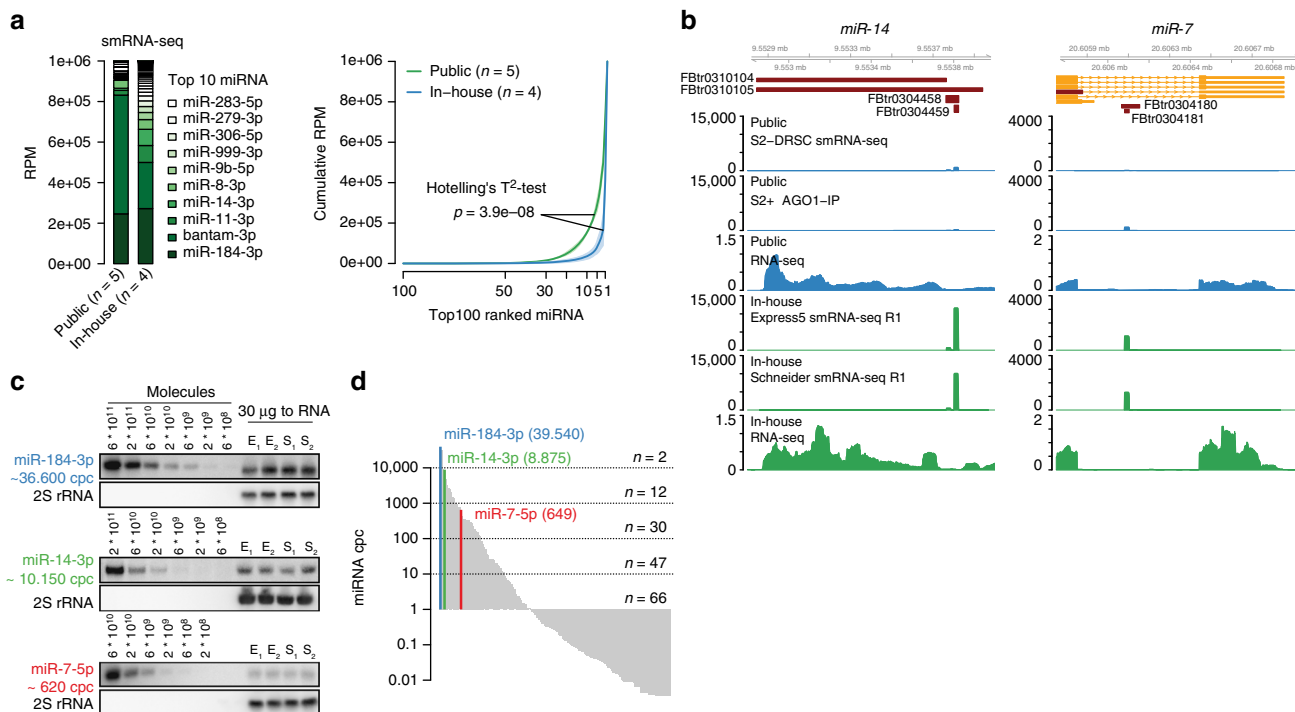 a
smRNA-seq
1e+06
8e+05
6e+05
4e+05
2e+05
0e+00
RPM
Public (n = 5)
In-house (n = 4)
Top 10 miRNA
miR-283-5p
miR-279-3p
miR-306-5p
miR-999-3p
miR-9b-5p
miR-8-3p
miR-14-3p
miR-11-3p
bantam-3p
miR-184-3p
Cumulative RPM
1e+06
8e+05
6e+05
4e+05
2e+05
0e+00
Public (n = 5)
In-house (n = 4)
Hotelling's T²-test
p = 3.9e–08
100 50 30 10 5 1
Top100 ranked miRNA
b
miR-14
9.5529 mb 9.5533 mb 9.5537 mb
9.553 mb 9.5534 mb 9.5538 mb
FBtr0310104
FBtr0310105
FBtr0304458
FBtr0304459
15,000
0
Public
S2–DRSC smRNA-seq
15,000
0
Public
S2+ AGO1–IP
1.5
0
Public
RNA-seq
15,000
0
In-house
Express5 smRNA-seq R1
15,000
0
In-house
Schneider smRNA-seq R1
1.5
0
In-house
RNA-seq
miR-7
20.6059 mb 20.6063 mb 20.6067 mb
20.606 mb 20.6064 mb 20.6068 mb
FBtr0304180
FBtr0304181
4000
0
4000
0
2
0
4000
0
4000
0
2
0
c
Molecules
30 µg to RNA
6 * 10¹¹ 2 * 10¹¹ 6 * 10¹⁰ 2 * 10¹⁰ 6 * 10⁹ 2 * 10⁹ 6 * 10⁸
E₁ E₂ S₁ S₂
miR-184-3p
~36.600 cpc
2S rRNA
2 * 10¹¹ 6 * 10¹⁰ 2 * 10¹⁰ 6 * 10⁹ 2 * 10⁹ 6 * 10⁸
E₁ E₂ S₁ S₂
miR-14-3p
~ 10.150 cpc
2S rRNA
6 * 10¹⁰ 2 * 10¹⁰ 6 * 10⁹ 2 * 10⁹ 6 * 10⁸ 2 * 10⁸
E₁ E₂ S₁ S₂
miR-7-5p
~ 620 cpc
2S rRNA
d
miRNA cpc
10,000
1000
100
10
1
0.1
0.01
miR-184-3p (39.540)
miR-14-3p (8.875)
miR-7-5p (649)
n = 2
n = 12
n = 30
n = 47
n = 66